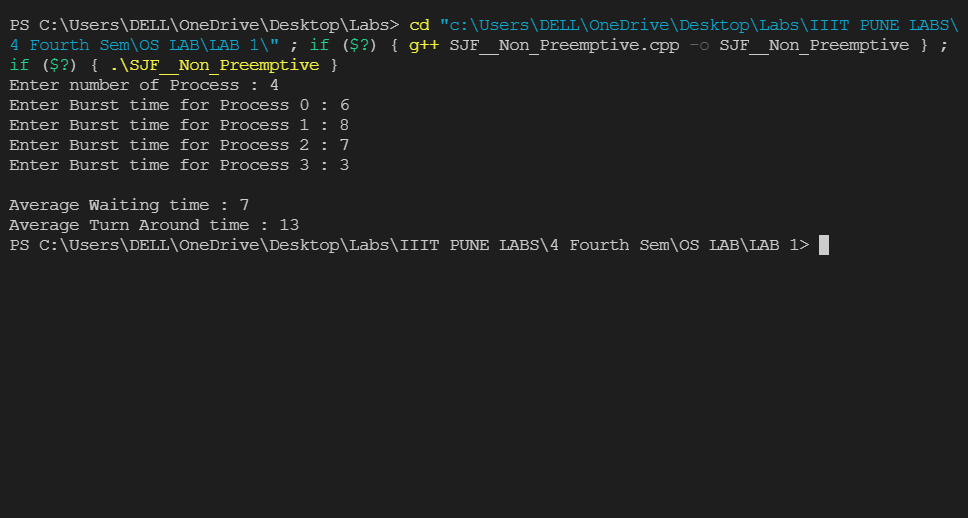 PS C:\Users\DELL\OneDrive\Desktop\Labs> cd "c:\Users\DELL\OneDrive\Desktop\Labs\IIIT PUNE LABS\
4 Fourth Sem\OS LAB\LAB 1\" ; if ($?) { g++ SJF__Non_Preemptive.cpp -o SJF__Non_Preemptive } ;
if ($?) { .\SJF__Non_Preemptive }
Enter number of Process : 4
Enter Burst time for Process 0 : 6
Enter Burst time for Process 1 : 8
Enter Burst time for Process 2 : 7
Enter Burst time for Process 3 : 3
Average Waiting time : 7
Average Turn Around time : 13
PS C:\Users\DELL\OneDrive\Desktop\Labs\IIIT PUNE LABS\4 Fourth Sem\OS LAB\LAB 1>